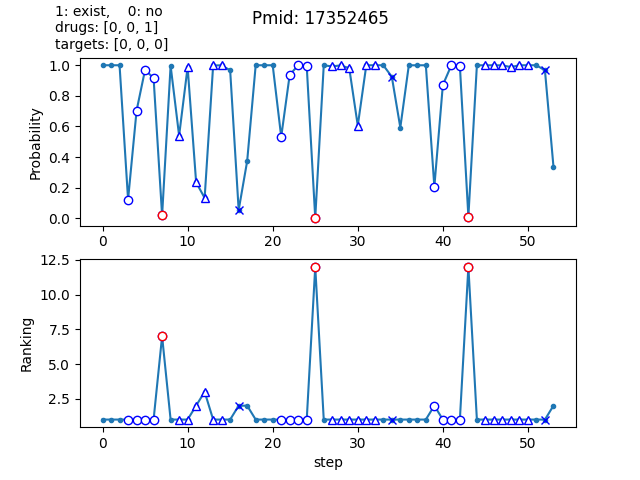 1: exist,    0: no
drugs: [0, 0, 1]
targets: [0, 0, 0]
Pmid: 17352465
1.0
0.8
0.6
0.4
0.2
0.0
Probability
0 10 20 30 40 50
12.5
10.0
7.5
5.0
2.5
Ranking
0 10 20 30 40 50
step